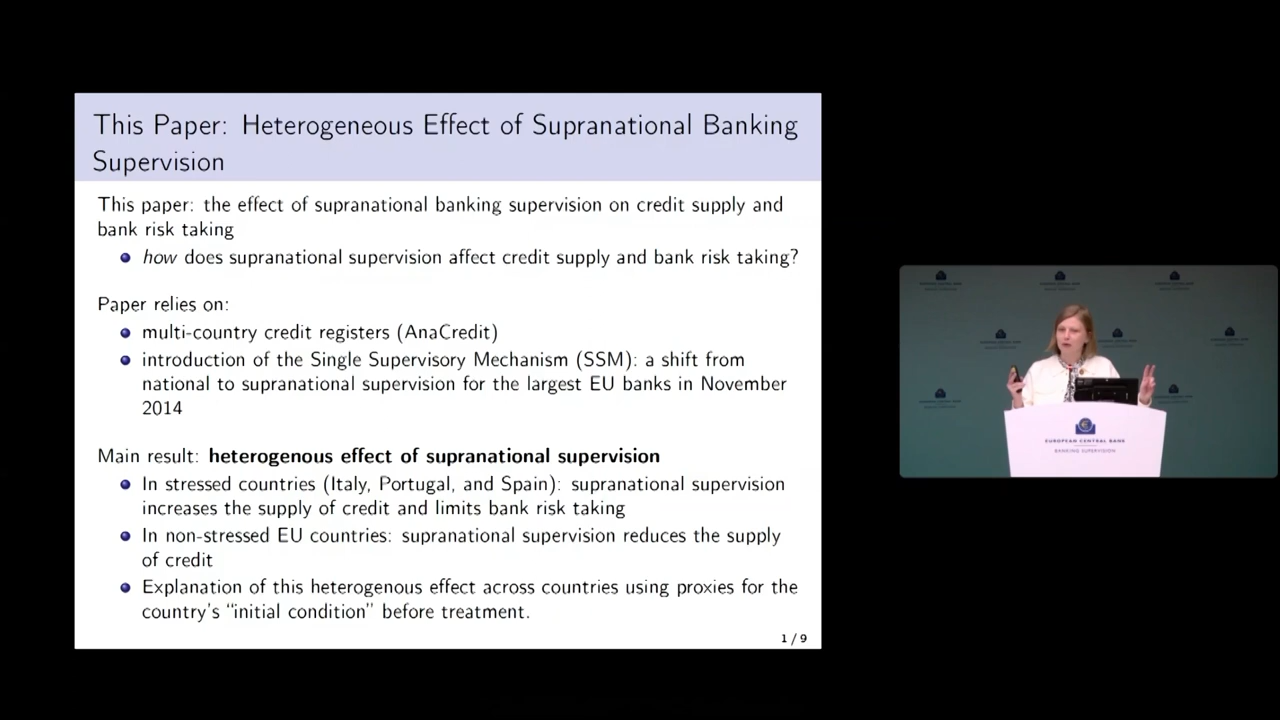 This Paper: Heterogeneous Effect of Supranational Banking
Supervision
This paper: the effect of supranational banking supervision on credit supply and
bank risk taking
how does supranational supervision affect credit supply and bank risk taking?
Paper relies on:
multi-country credit registers (AnaCredit)
introduction of the Single Supervisory Mechanism (SSM): a shift from
national to supranational supervision for the largest EU banks in November
2014
Main result: heterogenous effect of supranational supervision
In stressed countries (Italy, Portugal, and Spain): supranational supervision
increases the supply of credit and limits bank risk taking
In non-stressed EU countries: supranational supervision reduces the supply
of credit
Explanation of this heterogenous effect across countries using proxies for the
country's "initial condition" before treatment.
1 / 9
EUROPEAN CENTRAL BANK
BANKING SUPERVISION